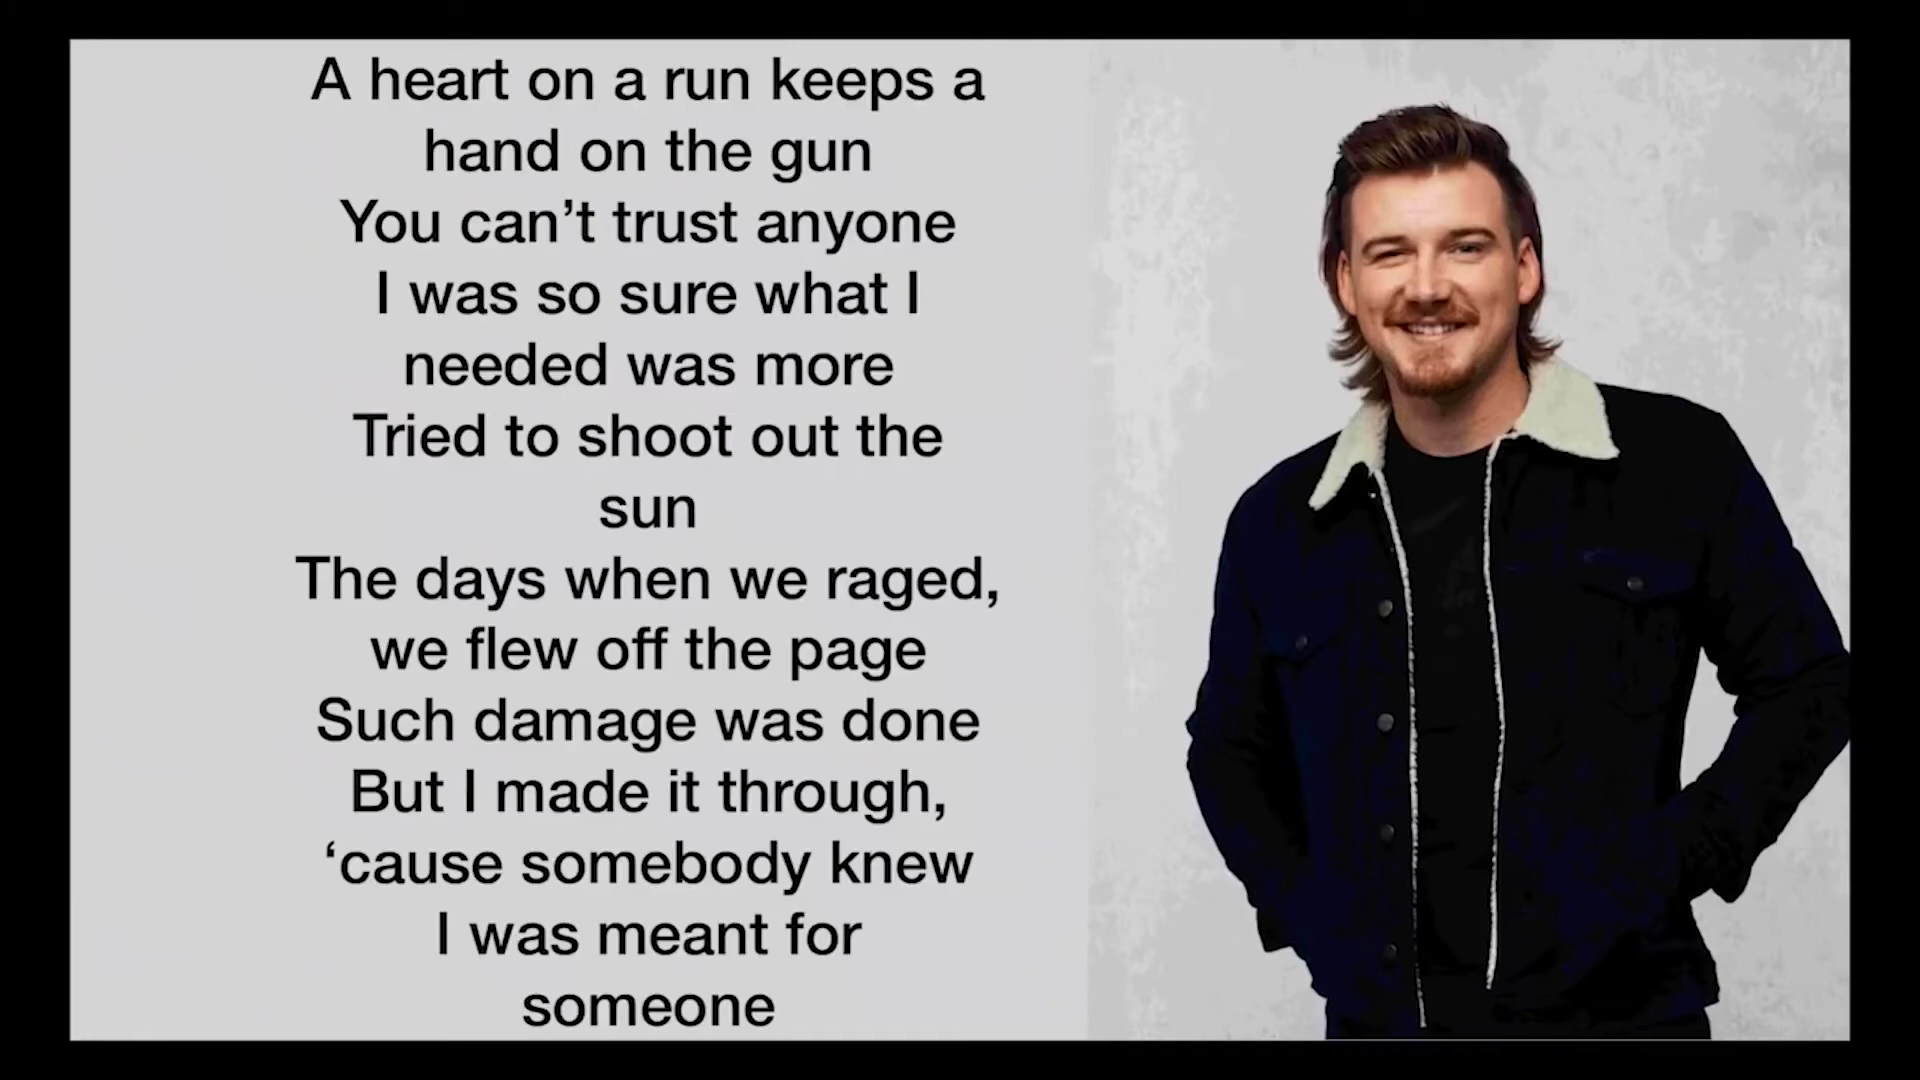 A heart on a run keeps a
hand on the gun
You can’t trust anyone
I was so sure what I
needed was more
Tried to shoot out the
sun
The days when we raged,
we flew off the page
Such damage was done
But I made it through,
‘cause somebody knew
I was meant for
someone